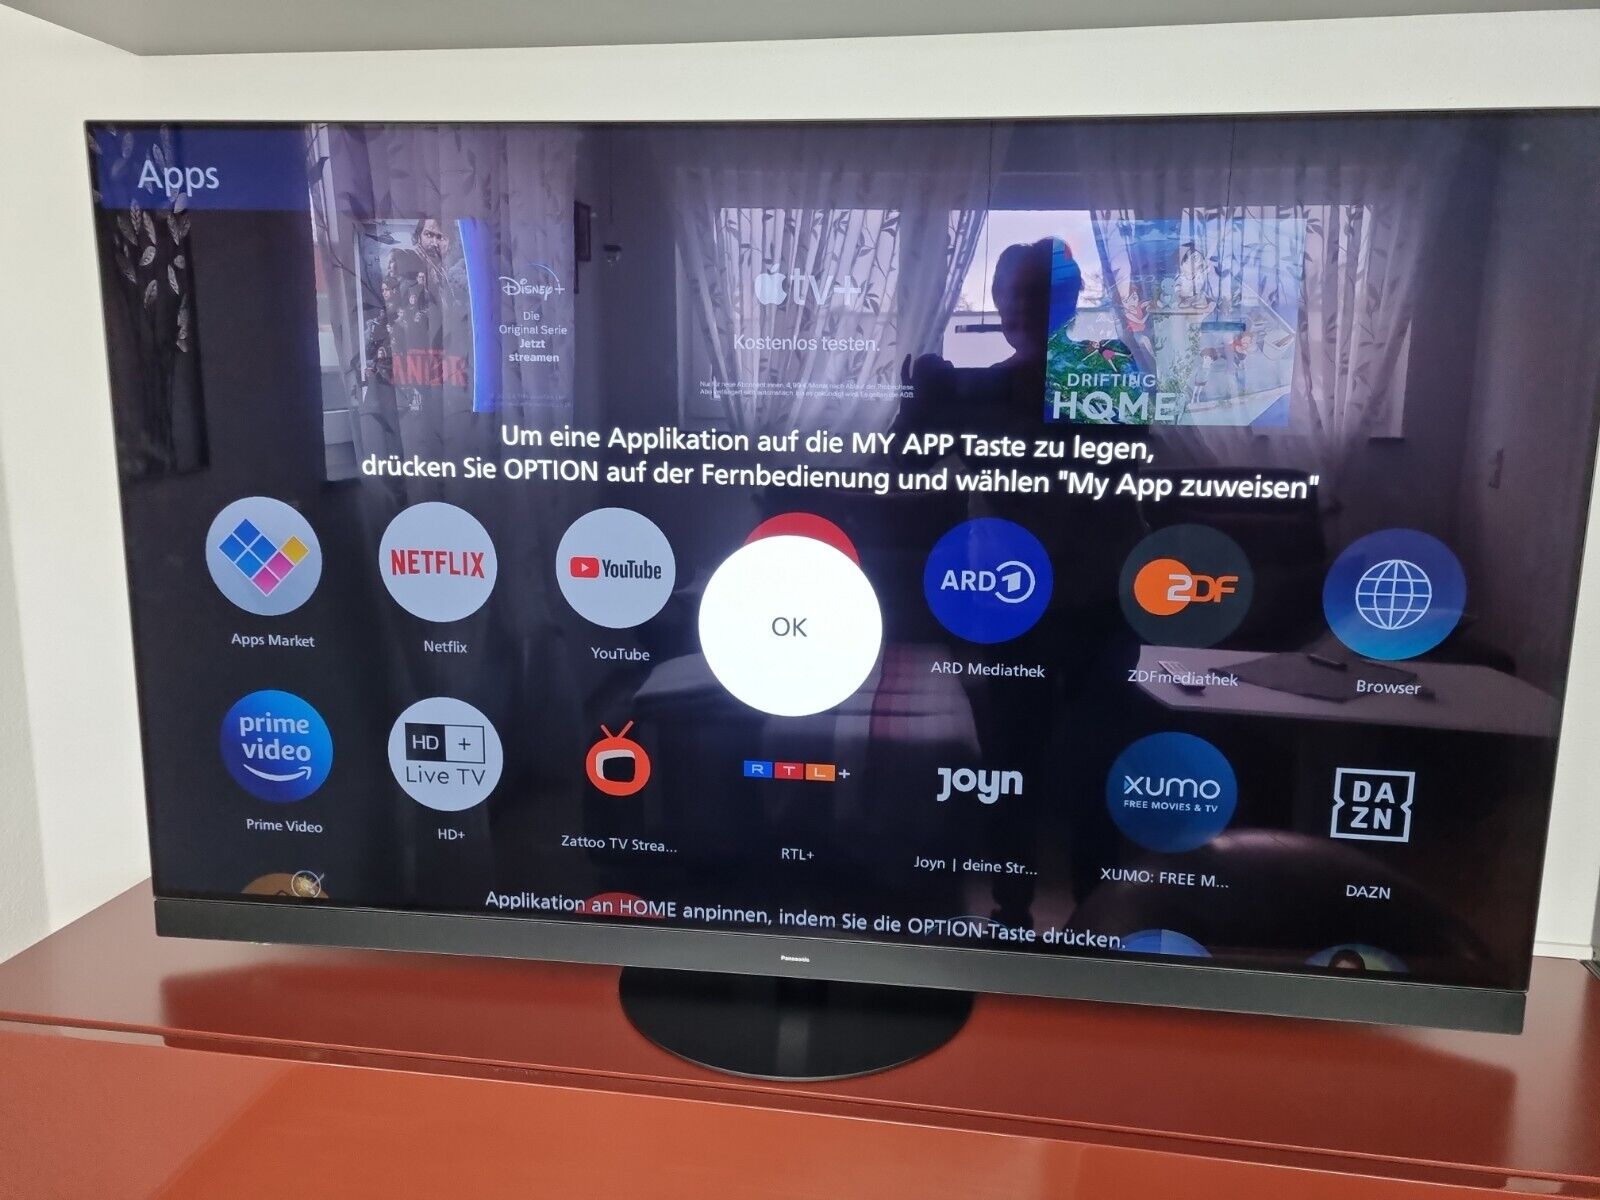 Apps
Disney+
Die
Original Serie
Jetzt
streamen
ANDOR
tv+
Kostenlos testen.
DRIFTING
HOME
Um eine Applikation auf die MY APP Taste zu legen,
drücken Sie OPTION auf der Fernbedienung und wählen "My App zuweisen"
NETFLIX
YouTube
OK
ARD 1
ZDF
Apps Market
Netflix
YouTube
ARD Mediathek
ZDFmediathek
Browser
prime
video
HD +
Live TV
RTL+
Joyn
XUMO
FREE MOVIES & TV
DA
ZN
Prime Video
HD+
Zattoo TV Strea...
RTL+
Joyn | deine Str...
XUMO: FREE M...
DAZN
Applikation an HOME anpinnen, indem Sie die OPTION-Taste drücken.
Panasonic